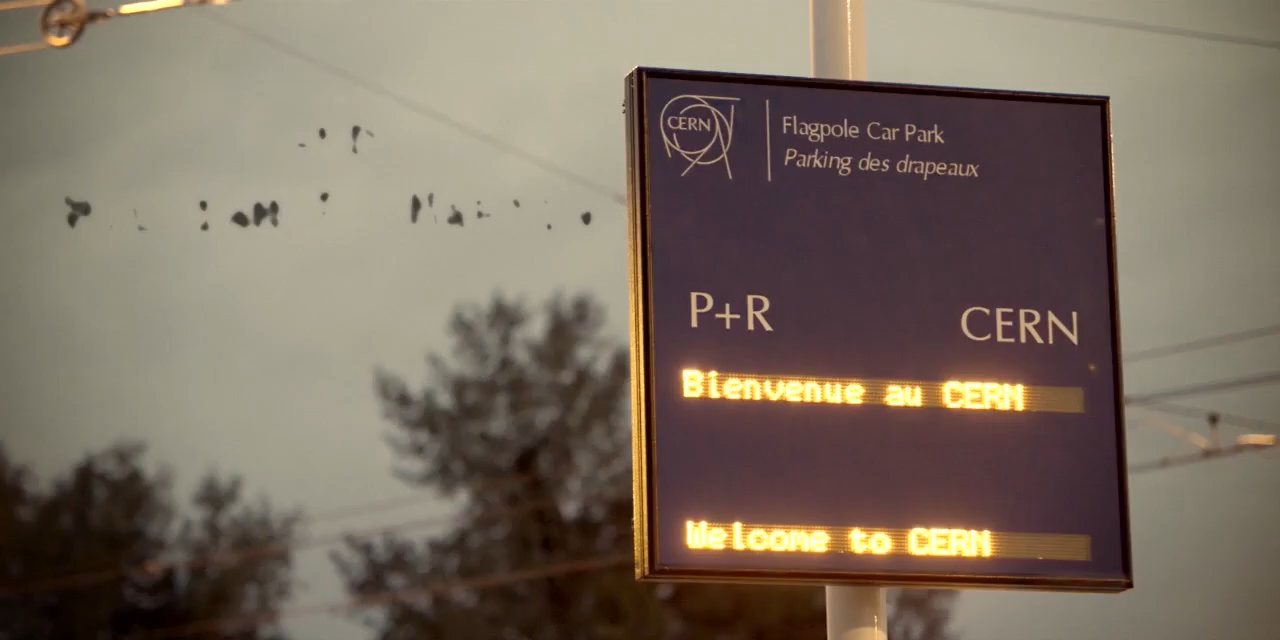 CERN
Flagpole Car Park
Parking des drapeaux
P+R CERN
Bienvenue au CERN
Welcome to CERN